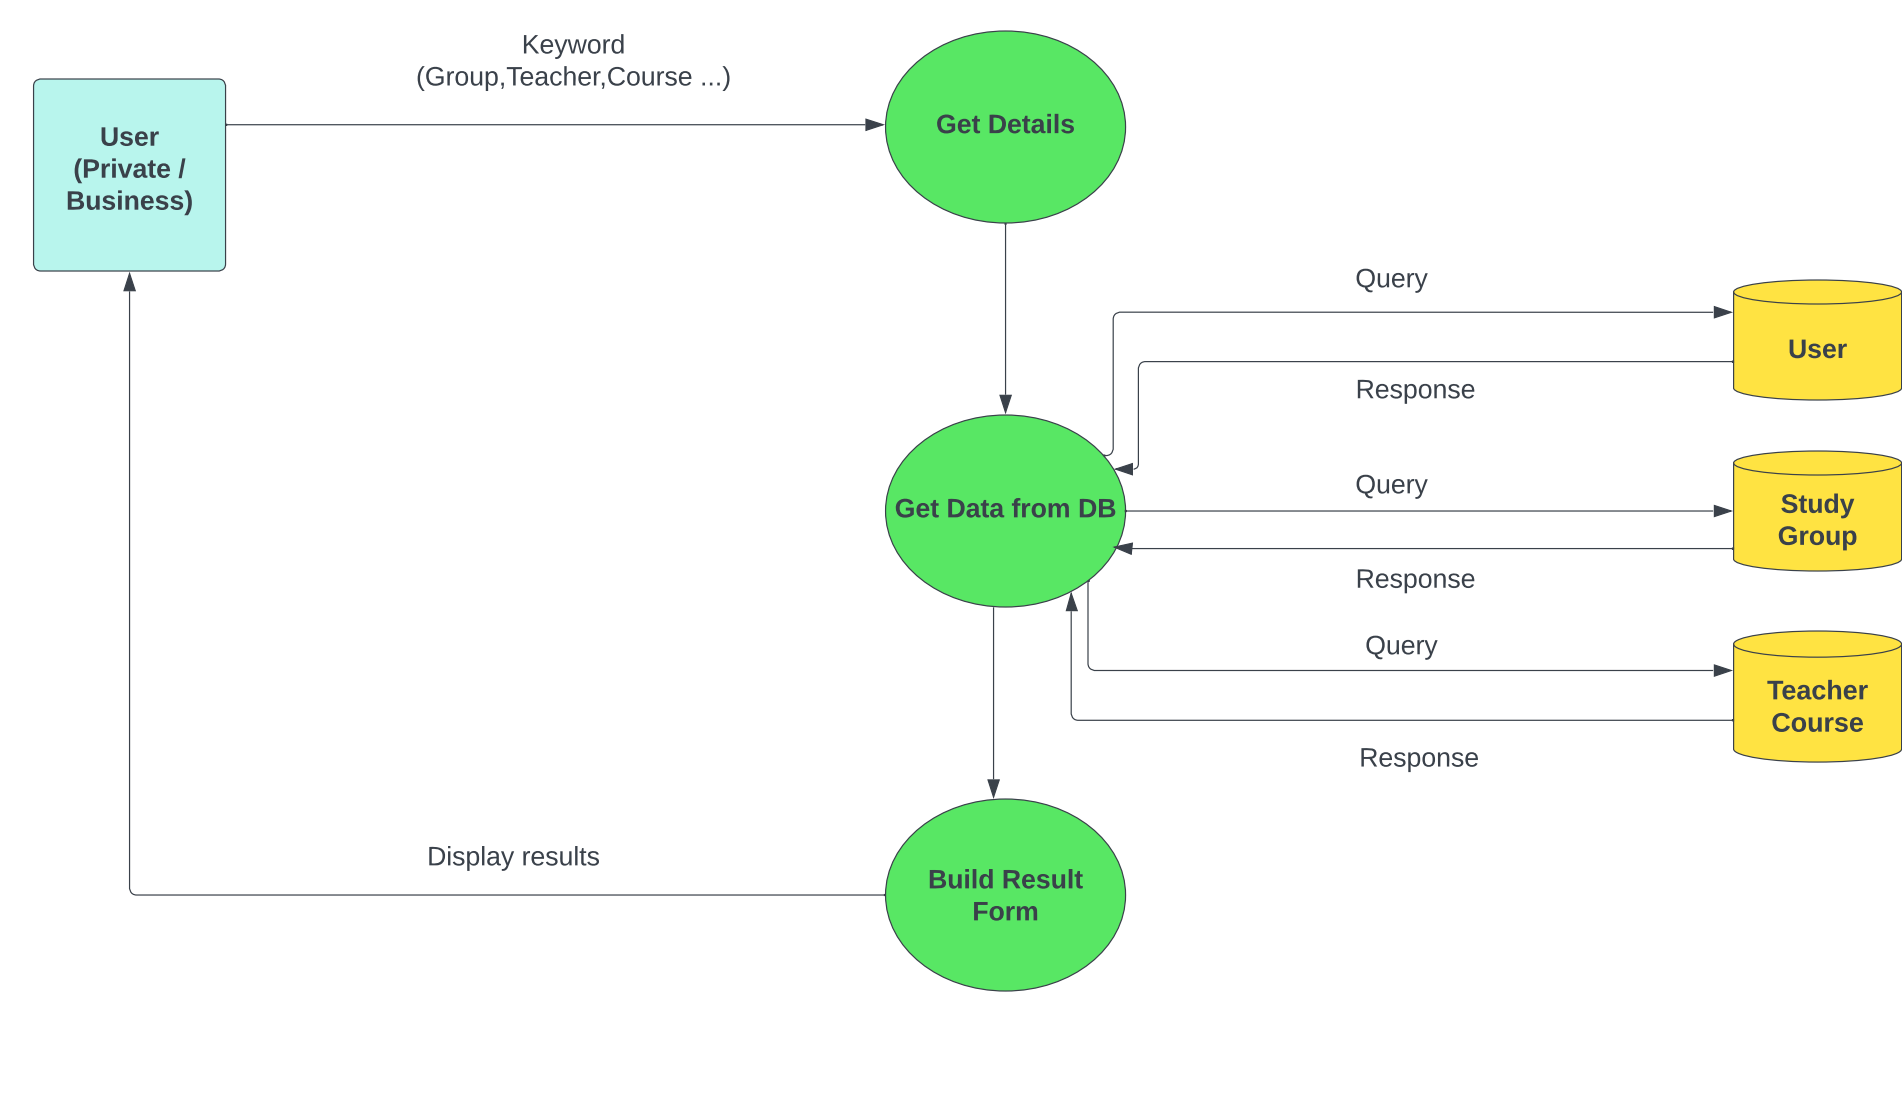 Keyword
(Group,Teacher,Course ...)
User
(Private /
Business)
Get Details
Query
User
Response
Query
Study
Group
Get Data from DB
Response
Query
Teacher
Course
Response
Display results
Build Result
Form